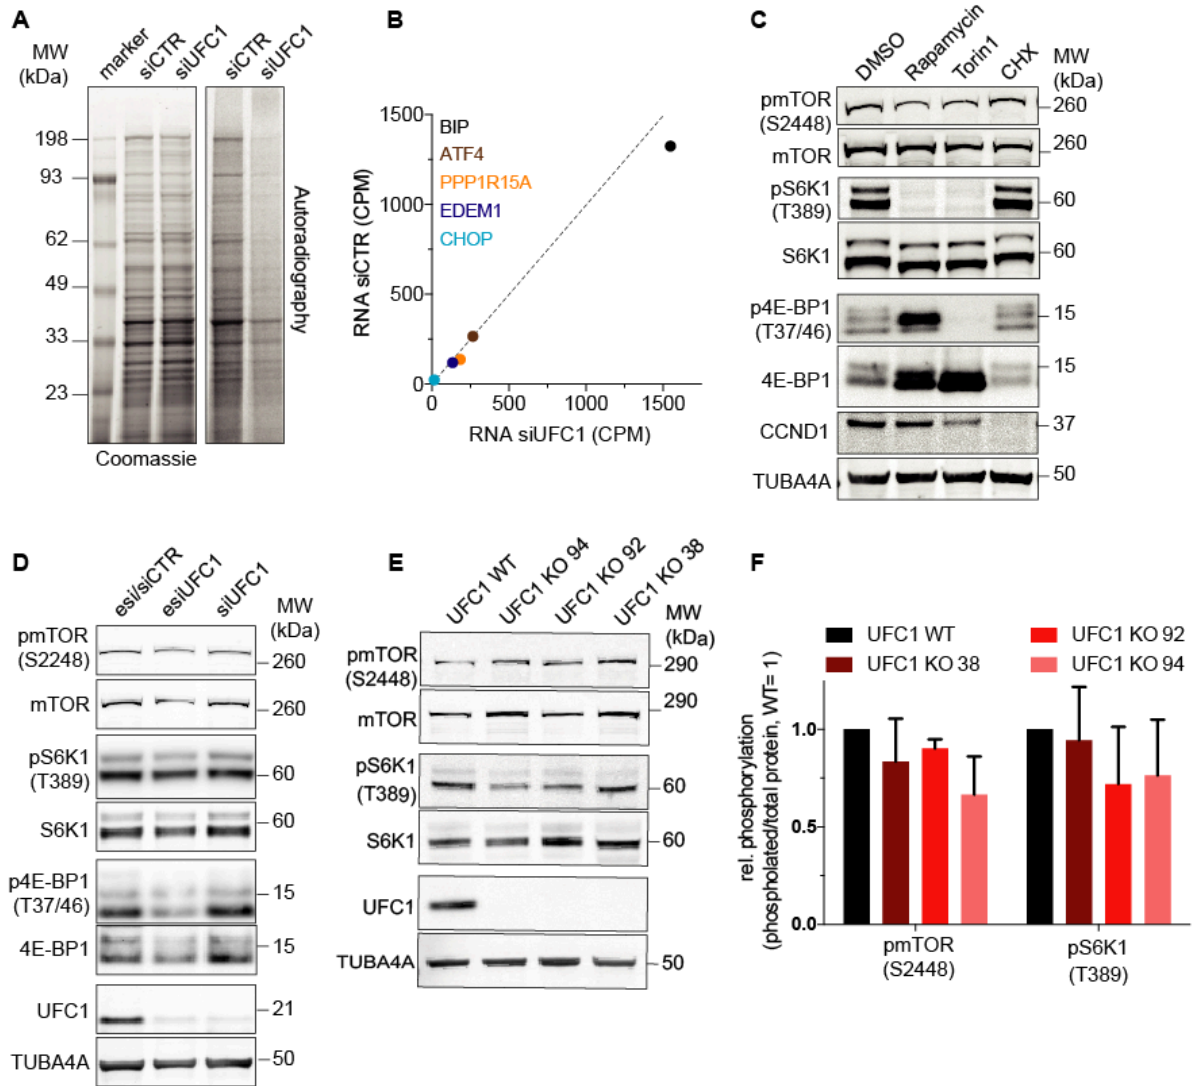 A
MW
(kDa)
marker
siCTR
siUFC1
siCTR
siUFC1
198
93
62
49
33
23
Autoradiography
Coomassie
B
1500
1000
500
0
BIP
ATF4
PPP1R15A
EDEM1
CHOP
RNA siCTR (CPM)
0
500
1000
1500
RNA siUFC1 (CPM)
C
DMSO
Rapamycin
Torin1
CHX
MW
(kDa)
pmTOR
(S2448)
260
mTOR
260
pS6K1
(T389)
60
S6K1
60
p4E-BP1
(T37/46)
15
4E-BP1
15
CCND1
37
TUBA4A
50
D
esi/siCTR
esiUFC1
siUFC1
MW
(kDa)
pmTOR
(S2248)
260
mTOR
260
pS6K1
(T389)
60
S6K1
60
p4E-BP1
(T37/46)
15
4E-BP1
15
UFC1
21
TUBA4A
50
E
UFC1 WT
UFC1 KO 94
UFC1 KO 92
UFC1 KO 38
MW
(kDa)
pmTOR
(S2448)
290
mTOR
290
pS6K1
(T389)
60
S6K1
60
UFC1
TUBA4A
50
F
UFC1 WT
UFC1 KO 92
UFC1 KO 38
UFC1 KO 94
rel. phosphorylation
(phospholated/total protein, WT= 1)
1.0
0.5
0.0
pmTOR
(S2448)
pS6K1
(T389)